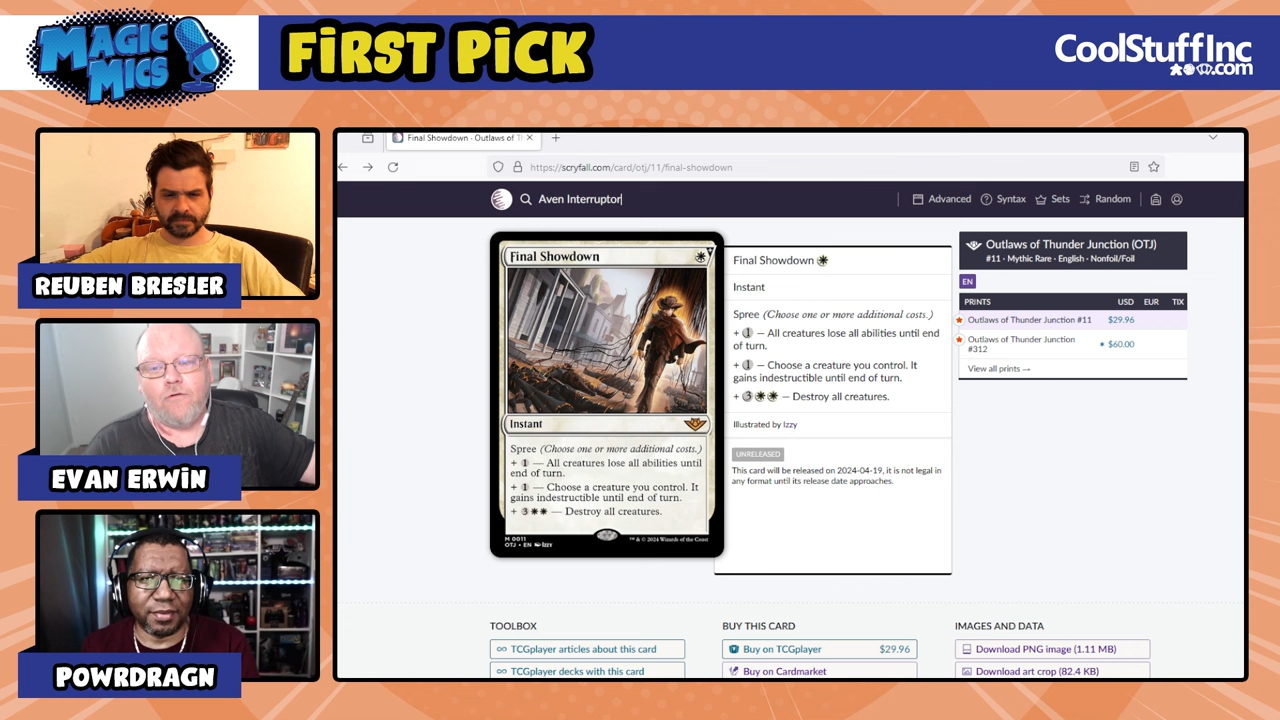 MAGIC
MICS
FIRST PICK
CoolStuffInc
.com
REUBEN BRESLER
EVAN ERWIN
POWRDRAGN
Final Showdown - Outlaws of T
https://scryfall.com/card/otj/11/final-showdown
Aven Interruptor
Advanced
Syntax
Sets
Random
Final Showdown
Instant
Spree (Choose one or more additional costs.)
+ 1 — All creatures lose all abilities until
end of turn.
+ 1 — Choose a creature you control. It
gains indestructible until end of turn.
+ 3 — Destroy all creatures.
M 0011
OTJ • EN Izzy
™ & © 2024 Wizards of the Coast
Final Showdown
Instant
Spree (Choose one or more additional costs.)
+ 1 — All creatures lose all abilities until end
of turn.
+ 1 — Choose a creature you control. It
gains indestructible until end of turn.
+ 3 — Destroy all creatures.
Illustrated by Izzy
UNRELEASED
This card will be released on 2024-04-19, it is not legal in
any format until its release date approaches.
Outlaws of Thunder Junction (OTJ)
#11 · Mythic Rare · English · Nonfoil/Foil
EN
PRINTS USD EUR TIX
Outlaws of Thunder Junction #11 $29.96
Outlaws of Thunder Junction
#312 $60.00
View all prints →
TOOLBOX
TCGplayer articles about this card
TCGplayer decks with this card
BUY THIS CARD
Buy on TCGplayer $29.96
Buy on Cardmarket
IMAGES AND DATA
Download PNG image (1.11 MB)
Download art crop (82.4 KB)